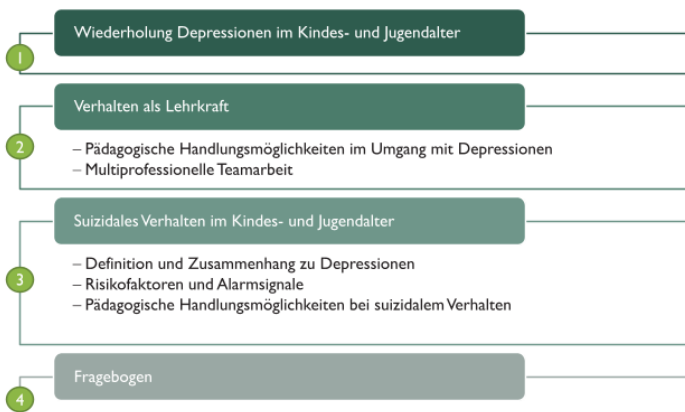 1
Wiederholung Depressionen im Kindes- und Jugendalter
2
Verhalten als Lehrkraft
– Pädagogische Handlungsmöglichkeiten im Umgang mit Depressionen
– Multiprofessionelle Teamarbeit
3
Suizidales Verhalten im Kindes- und Jugendalter
– Definition und Zusammenhang zu Depressionen
– Risikofaktoren und Alarmsignale
– Pädagogische Handlungsmöglichkeiten bei suizidalem Verhalten
4
Fragebogen